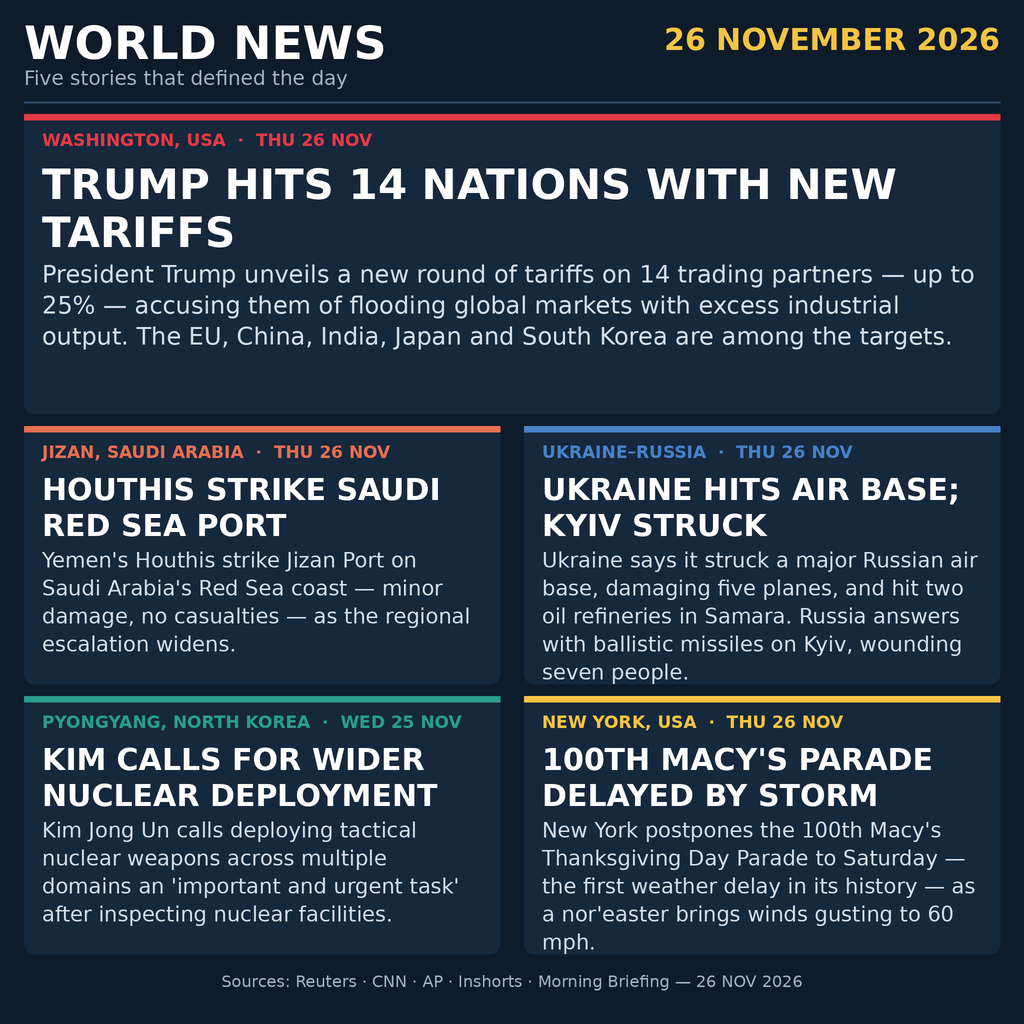 WORLD NEWS
26 NOVEMBER 2026
Five stories that defined the day
WASHINGTON, USA · THU 26 NOV
TRUMP HITS 14 NATIONS WITH NEW
TARIFFS
President Trump unveils a new round of tariffs on 14 trading partners — up to
25% — accusing them of flooding global markets with excess industrial
output. The EU, China, India, Japan and South Korea are among the targets.
JIZAN, SAUDI ARABIA · THU 26 NOV
HOUTHIS STRIKE SAUDI
RED SEA PORT
Yemen's Houthis strike Jizan Port on
Saudi Arabia's Red Sea coast — minor
damage, no casualties — as the regional
escalation widens.
UKRAINE–RUSSIA · THU 26 NOV
UKRAINE HITS AIR BASE;
KYIV STRUCK
Ukraine says it struck a major Russian air
base, damaging five planes, and hit two
oil refineries in Samara. Russia answers
with ballistic missiles on Kyiv, wounding
seven people.
PYONGYANG, NORTH KOREA · WED 25 NOV
KIM CALLS FOR WIDER
NUCLEAR DEPLOYMENT
Kim Jong Un calls deploying tactical
nuclear weapons across multiple
domains an 'important and urgent task'
after inspecting nuclear facilities.
NEW YORK, USA · THU 26 NOV
100TH MACY'S PARADE
DELAYED BY STORM
New York postpones the 100th Macy's
Thanksgiving Day Parade to Saturday —
the first weather delay in its history — as
a nor'easter brings winds gusting to 60
mph.
Sources: Reuters · CNN · AP · Inshorts · Morning Briefing — 26 NOV 2026